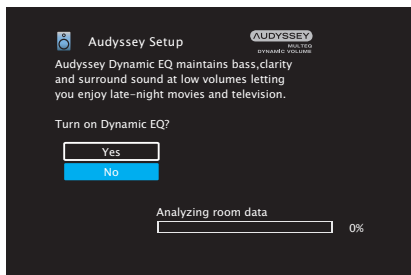 Audyssey Setup
AUDYSSEY
MULTEQ
DYNAMIC VOLUME
Audyssey Dynamic EQ maintains bass,clarity
and surround sound at low volumes letting
you enjoy late-night movies and television.
Turn on Dynamic EQ?
Yes
No
Analyzing room data
0%